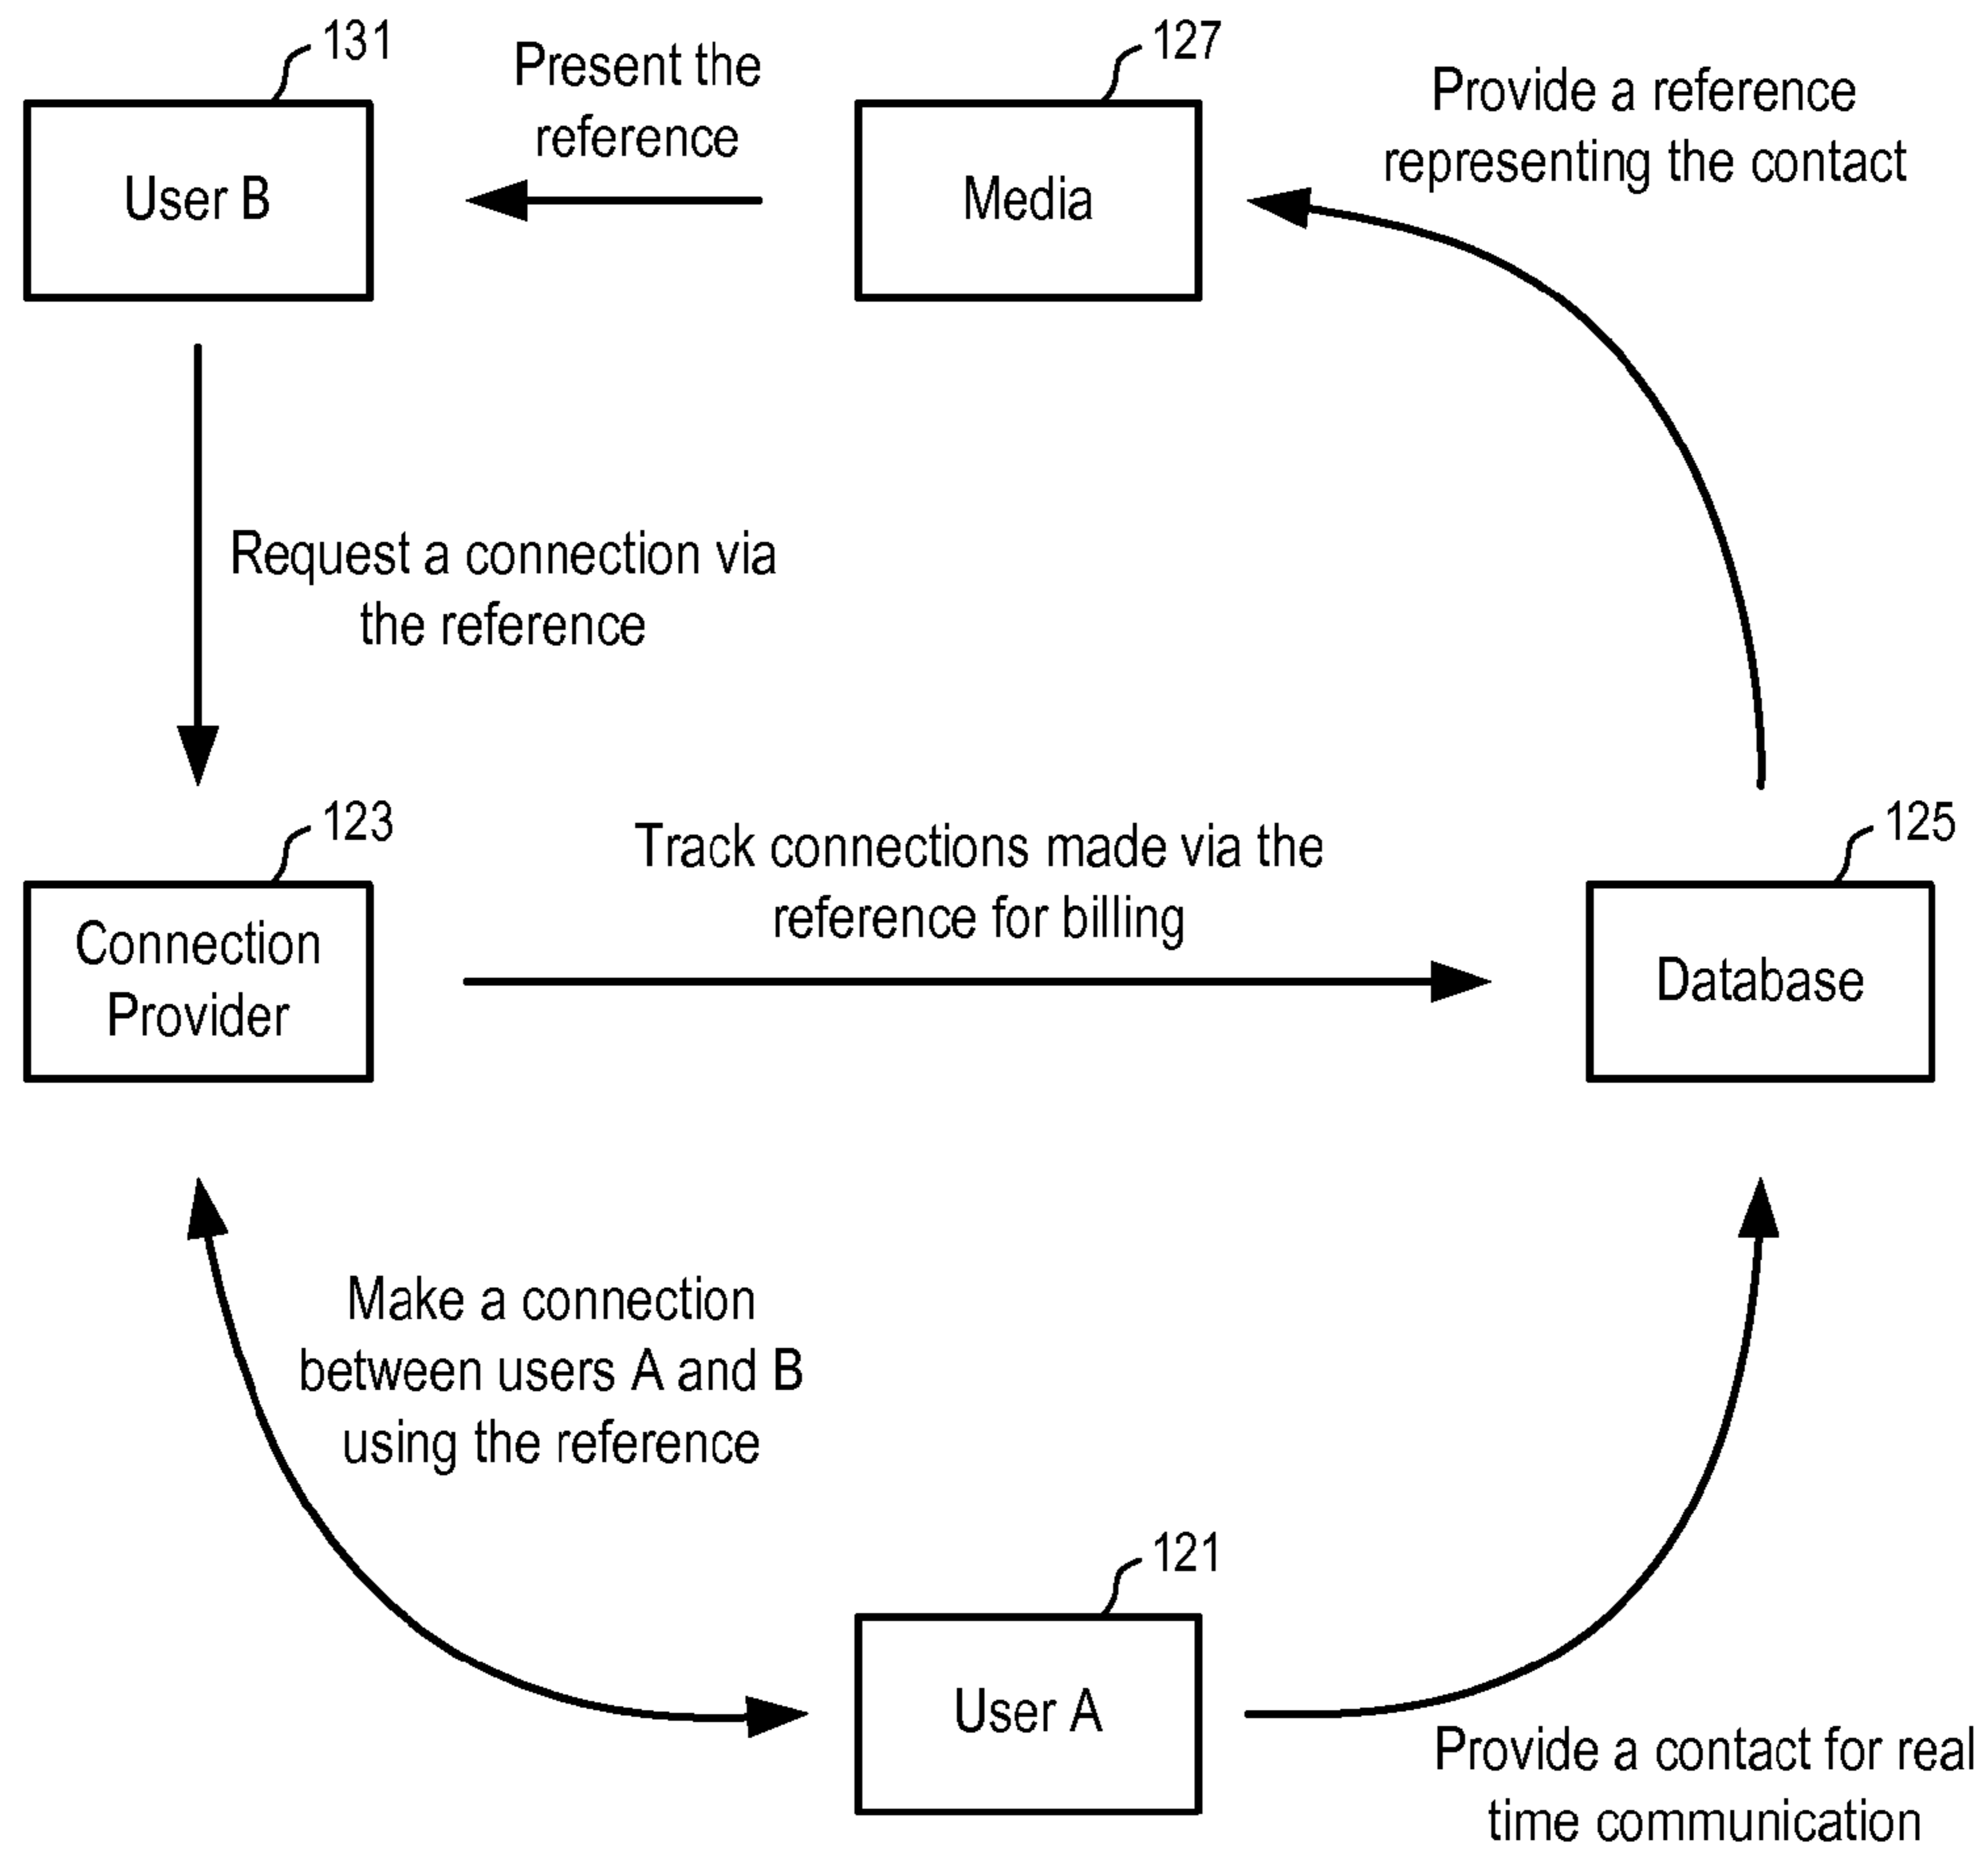 131
Present the
reference
127
Provide a reference
representing the contact
User B
Media
Request a connection via
the reference
123
Track connections made via the
reference for billing
125
Connection
Provider
Database
Make a connection
between users A and B
using the reference
121
User A
Provide a contact for real
time communication